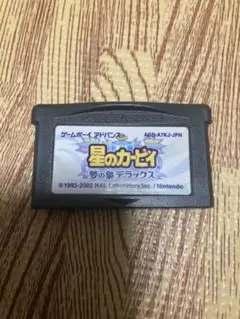 ゲームボーイ アドバンス
AGB-A7KJ-JPN
星のカービィ
夢の泉 デラックス
© 1993-2002 HAL Laboratory, Inc. / Nintendo